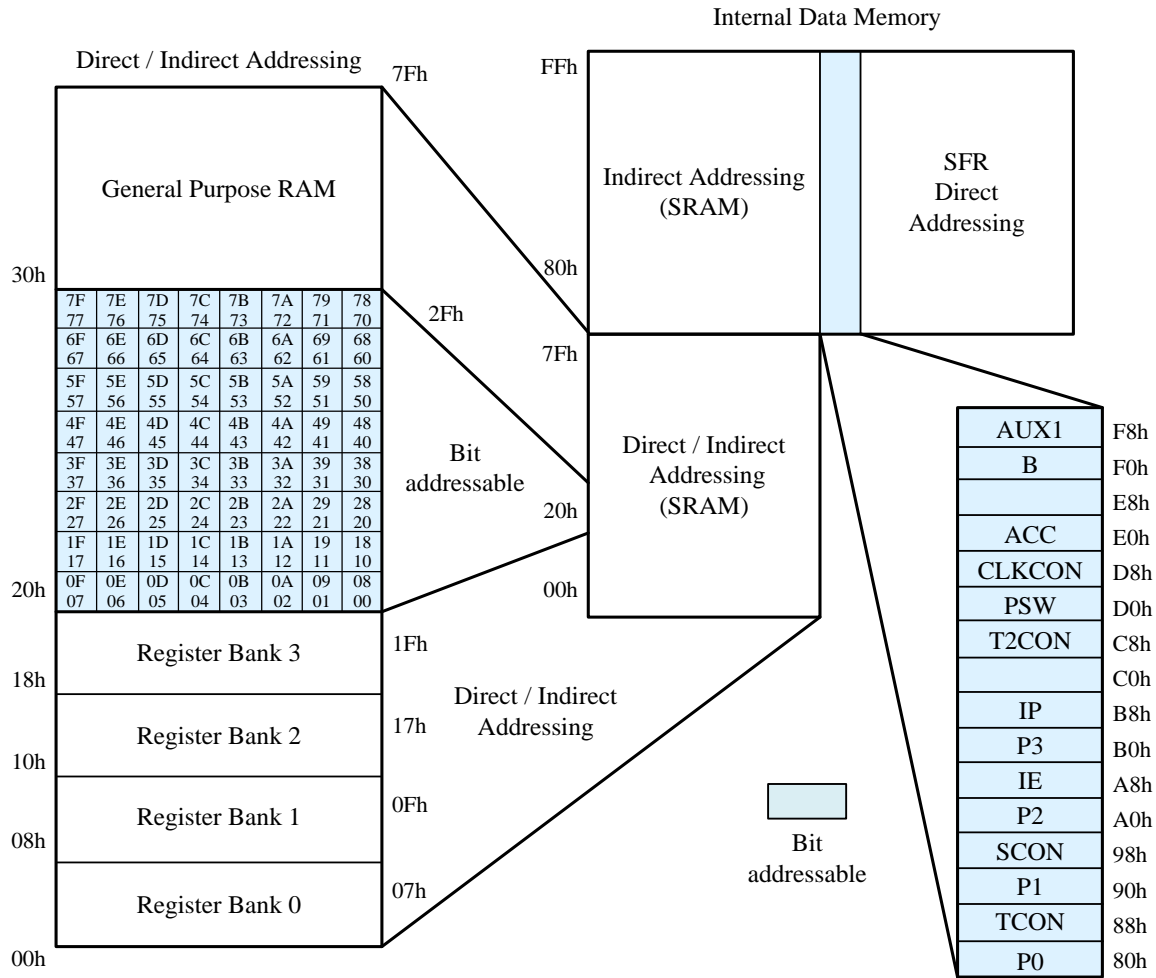 Internal Data Memory
Direct / Indirect Addressing
7Fh
General Purpose RAM
30h
7F 7E 7D 7C 7B 7A 79 78
77 76 75 74 73 72 71 70
6F 6E 6D 6C 6B 6A 69 68
67 66 65 64 63 62 61 60
5F 5E 5D 5C 5B 5A 59 58
57 56 55 54 53 52 51 50
4F 4E 4D 4C 4B 4A 49 48
47 46 45 44 43 42 41 40
3F 3E 3D 3C 3B 3A 39 38
37 36 35 34 33 32 31 30
2F 2E 2D 2C 2B 2A 29 28
27 26 25 24 23 22 21 20
1F 1E 1D 1C 1B 1A 19 18
17 16 15 14 13 12 11 10
0F 0E 0D 0C 0B 0A 09 08
07 06 05 04 03 02 01 00
20h
2Fh
Bit
addressable
20h
Register Bank 3
1Fh
18h
Register Bank 2
17h
10h
Register Bank 1
0Fh
08h
Register Bank 0
07h
00h
Direct / Indirect
Addressing
FFh
Indirect Addressing
(SRAM)
80h
SFR
Direct
Addressing
7Fh
Direct / Indirect
Addressing
(SRAM)
00h
Bit
addressable
AUX1 F8h
B F0h
E8h
ACC E0h
CLKCON D8h
PSW D0h
T2CON C8h
C0h
IP B8h
P3 B0h
IE A8h
P2 A0h
SCON 98h
P1 90h
TCON 88h
P0 80h